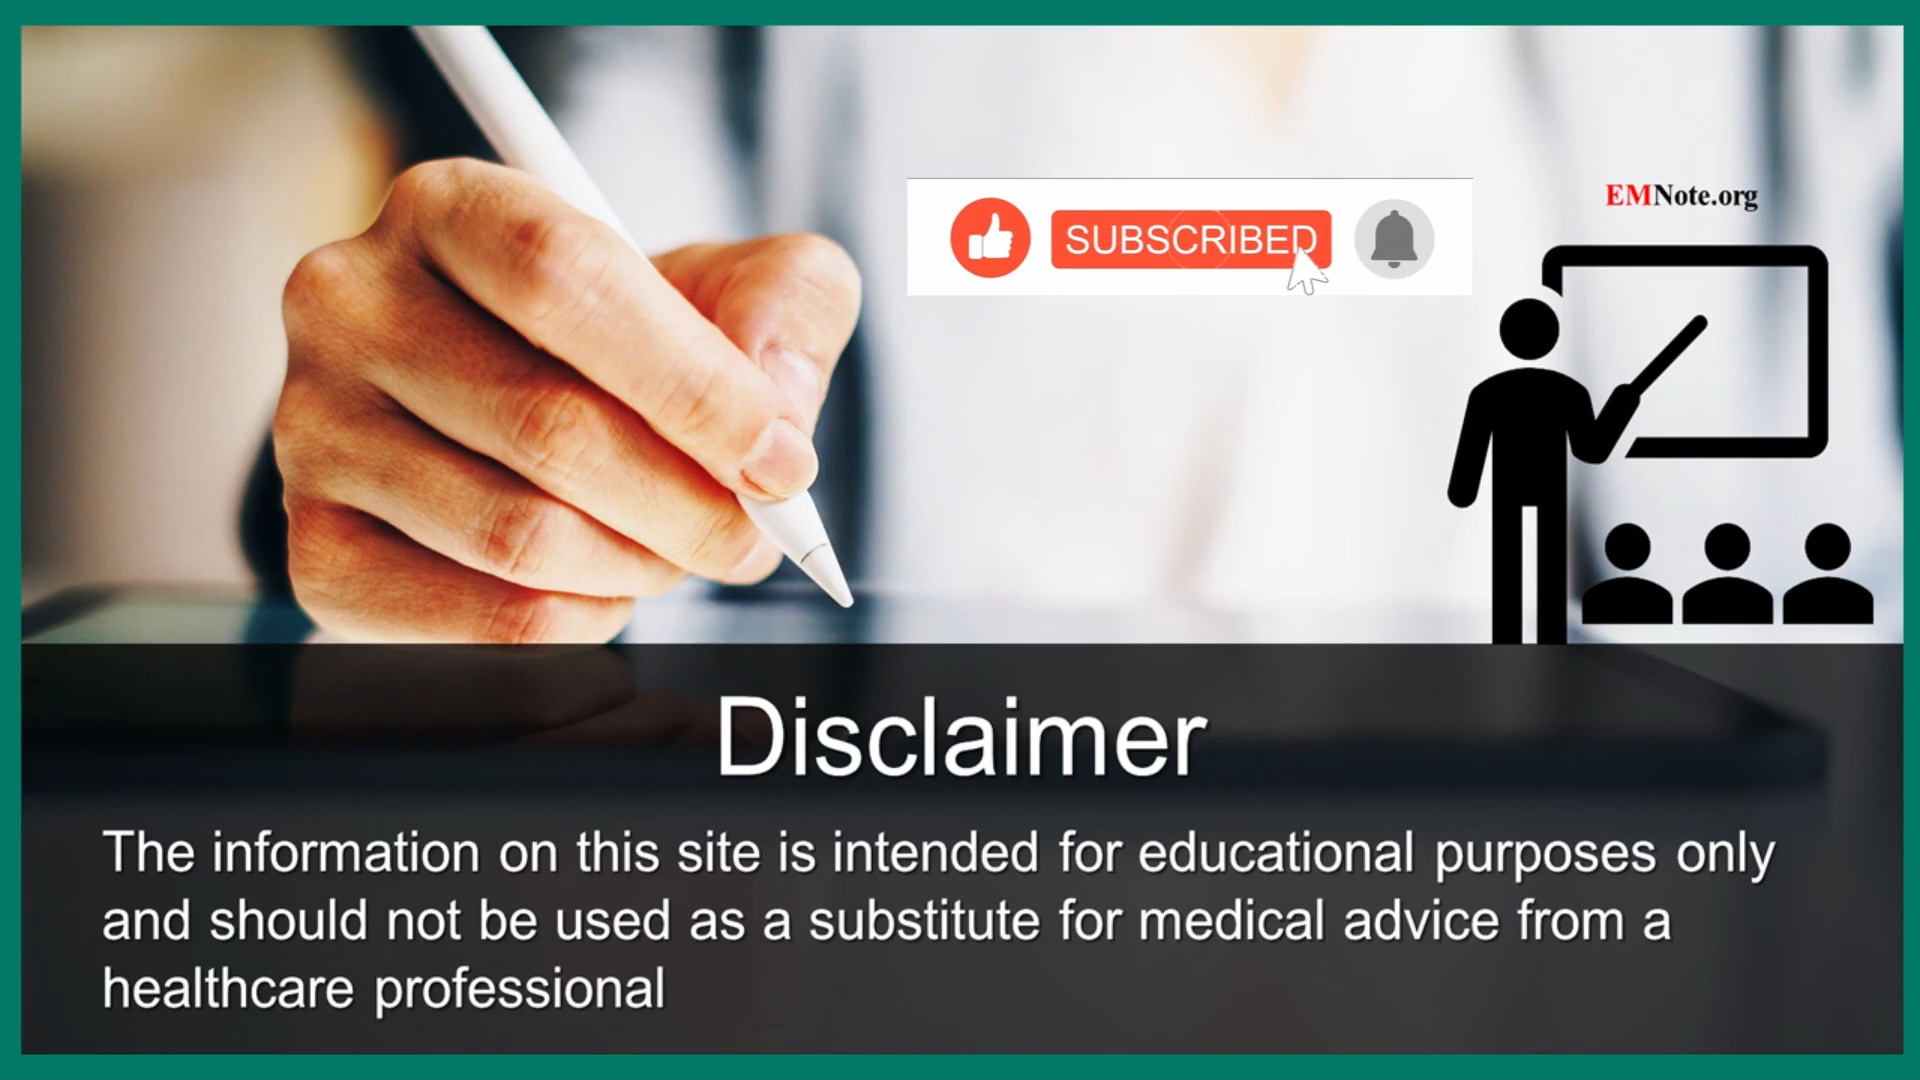 SUBSCRIBED
EMNote.org
Disclaimer
The information on this site is intended for educational purposes only
and should not be used as a substitute for medical advice from a
healthcare professional